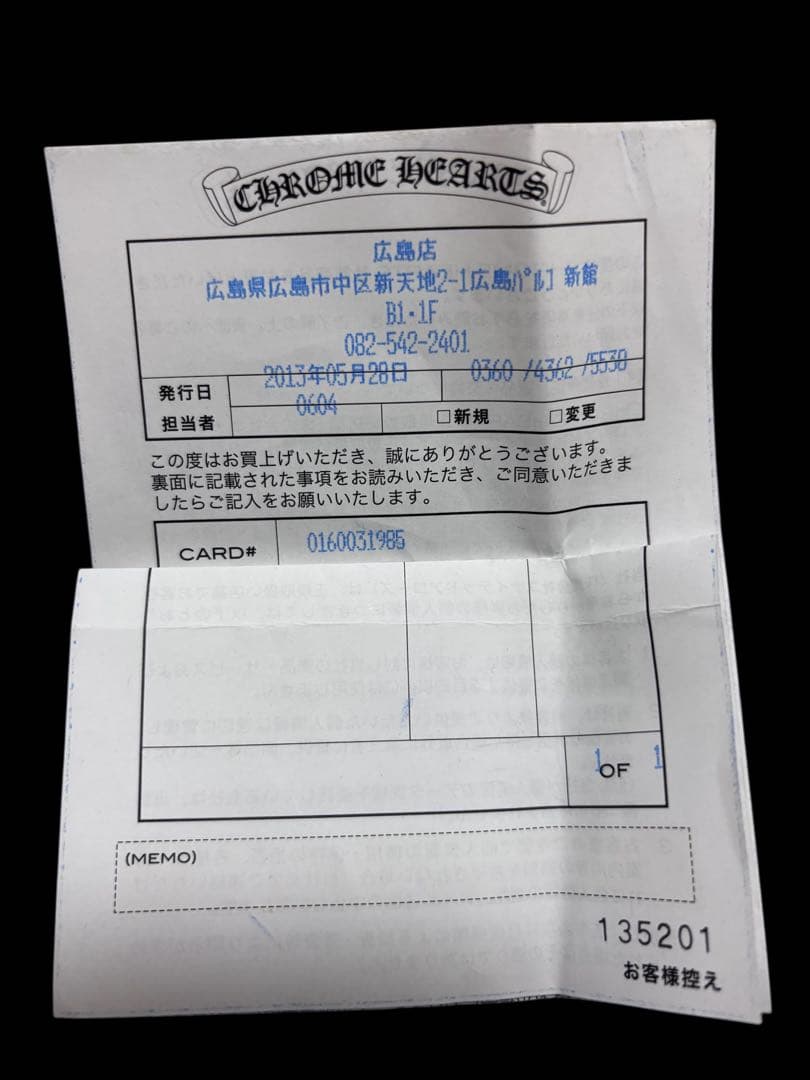 CHROME HEARTS
広島店
広島県広島市中区新天地2-1広島ﾊﾟﾙｺ 新館
B1・1F
082-542-2401
発行日 2013年05月28日 0360 /4362 /5530
担当者 0604 □新規 □変更
この度はお買上げいただき、誠にありがとうございます。
裏面に記載された事項をお読みいただき、ご同意いただきま
したらご記入をお願いいたします。
CARD# 0160031985
1 OF 1
(MEMO)
135201
お客様控え